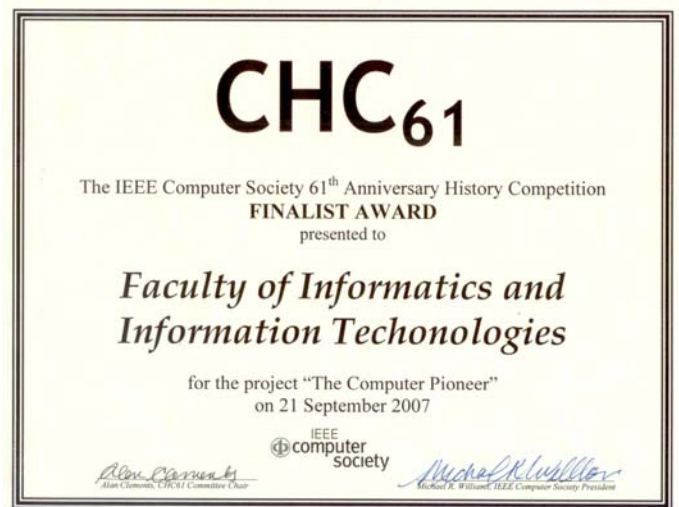 CHC61
The IEEE Computer Society 61th Anniversary History Competition
FINALIST AWARD
presented to
Faculty of Informatics and
Information Techonologies
for the project “The Computer Pioneer”
on 21 September 2007
IEEE
computer
society
Alan Clements, CHC61 Committee Chair
Michael R. Williams, IEEE Computer Society President